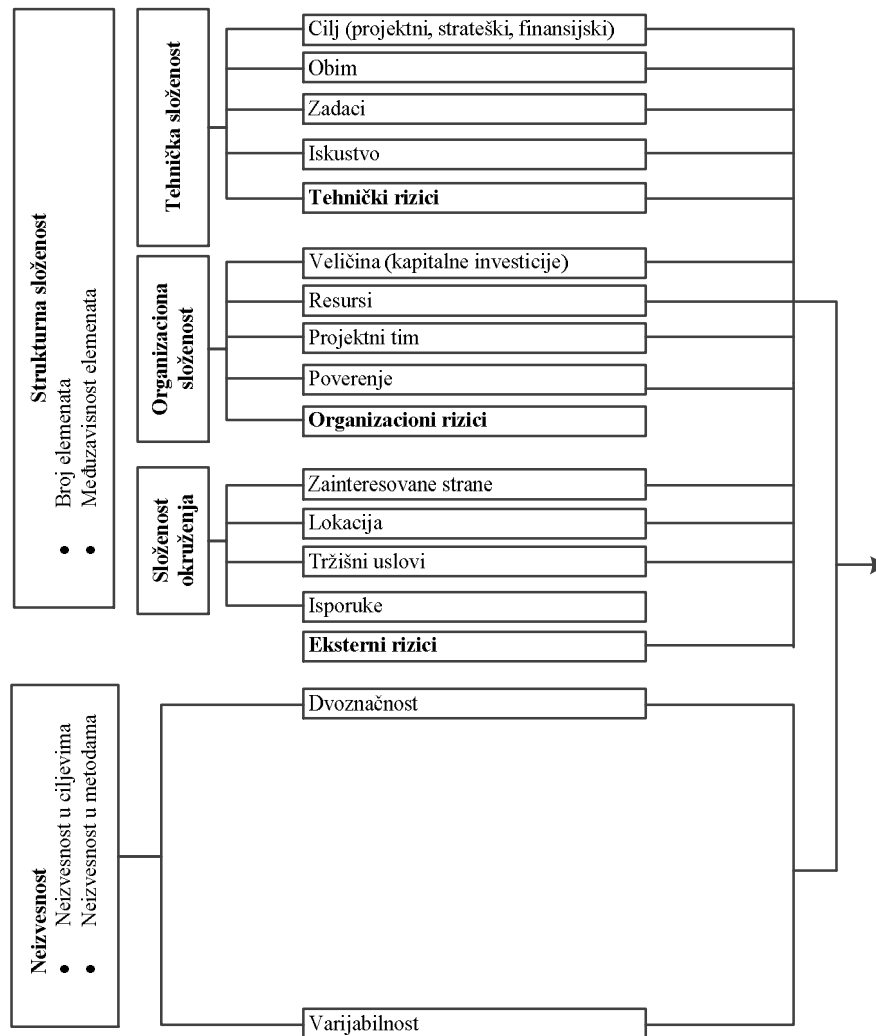 Strukturna složenost
• Broj elemenata
• Međuzavisnost elemenata
Tehnička složenost
Cilj (projektni, strateški, finansijski)
Obim
Zadaci
Iskustvo
Tehnički rizici
Organizaciona
složenost
Veličina (kapitalne investicije)
Resursi
Projektni tim
Poverenje
Organizacioni rizici
Složenost
okruženja
Zainteresovane strane
Lokacija
Tržišni uslovi
Isporuke
Eksterni rizici
Neizvesnost
• Neizvesnost u ciljevima
• Neizvesnost u metodama
Dvoznačnost
Varijabilnost